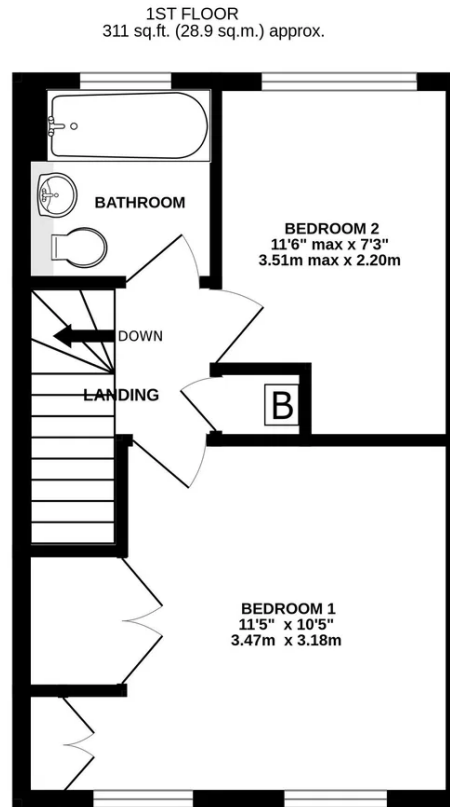 1ST FLOOR
311 sq.ft. (28.9 sq.m.) approx.
BATHROOM
BEDROOM 2
11'6" max x 7'3"
3.51m max x 2.20m
DOWN
LANDING
B
BEDROOM 1
11'5" x 10'5"
3.47m x 3.18m